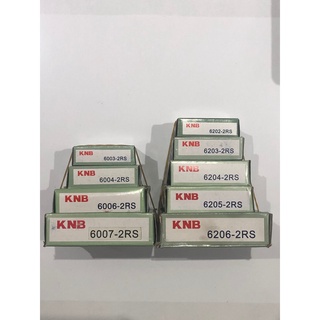 KNB 6003-2RS
KNB 6004-2RS
KNB 6006-2RS
KNB 6007-2RS
KNB 6202-2RS
KNB 6203-2RS
KNB 6204-2RS
KNB 6205-2RS
KNB 6206-2RS